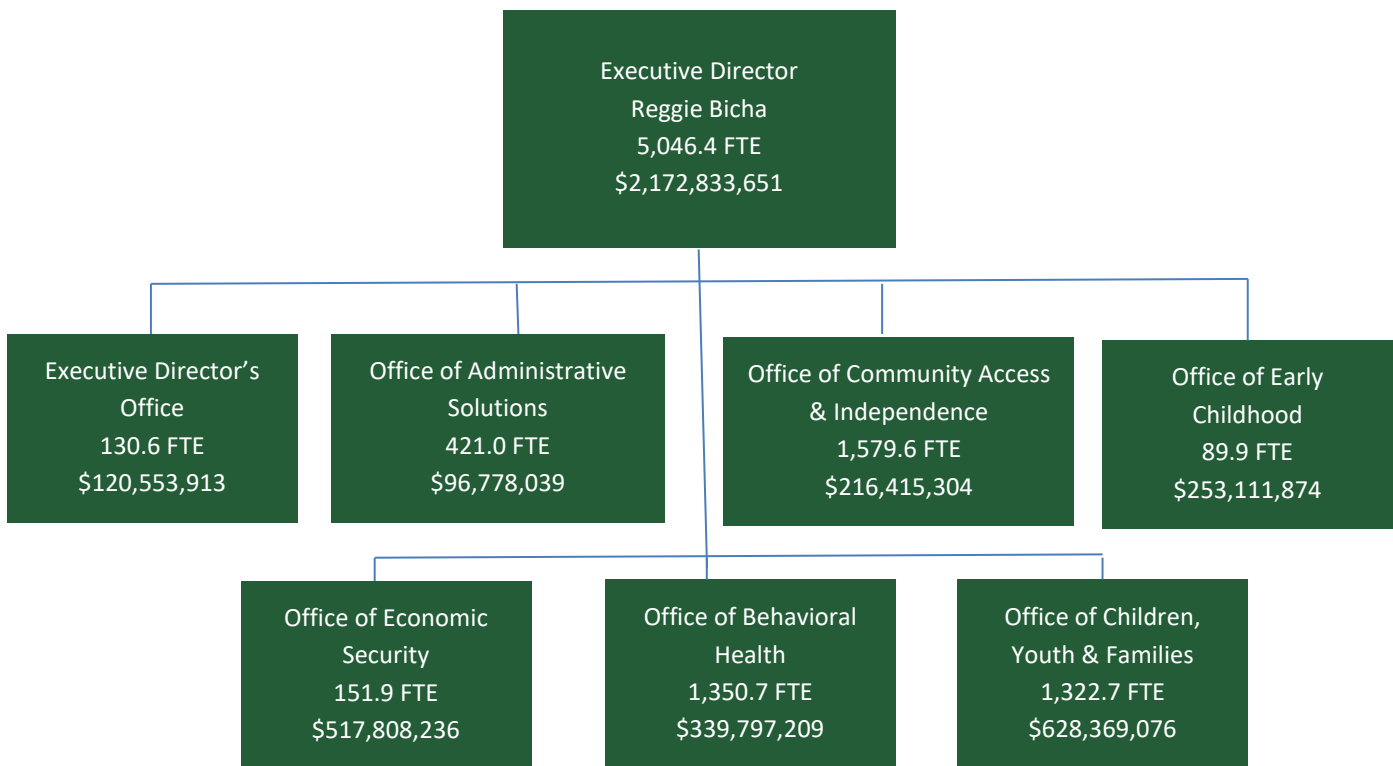 Executive Director
Reggie Bicha
5,046.4 FTE
$2,172,833,651
Executive Director’s
Office
130.6 FTE
$120,553,913
Office of Administrative
Solutions
421.0 FTE
$96,778,039
Office of Community Access
& Independence
1,579.6 FTE
$216,415,304
Office of Early
Childhood
89.9 FTE
$253,111,874
Office of Economic
Security
151.9 FTE
$517,808,236
Office of Behavioral
Health
1,350.7 FTE
$339,797,209
Office of Children,
Youth & Families
1,322.7 FTE
$628,369,076